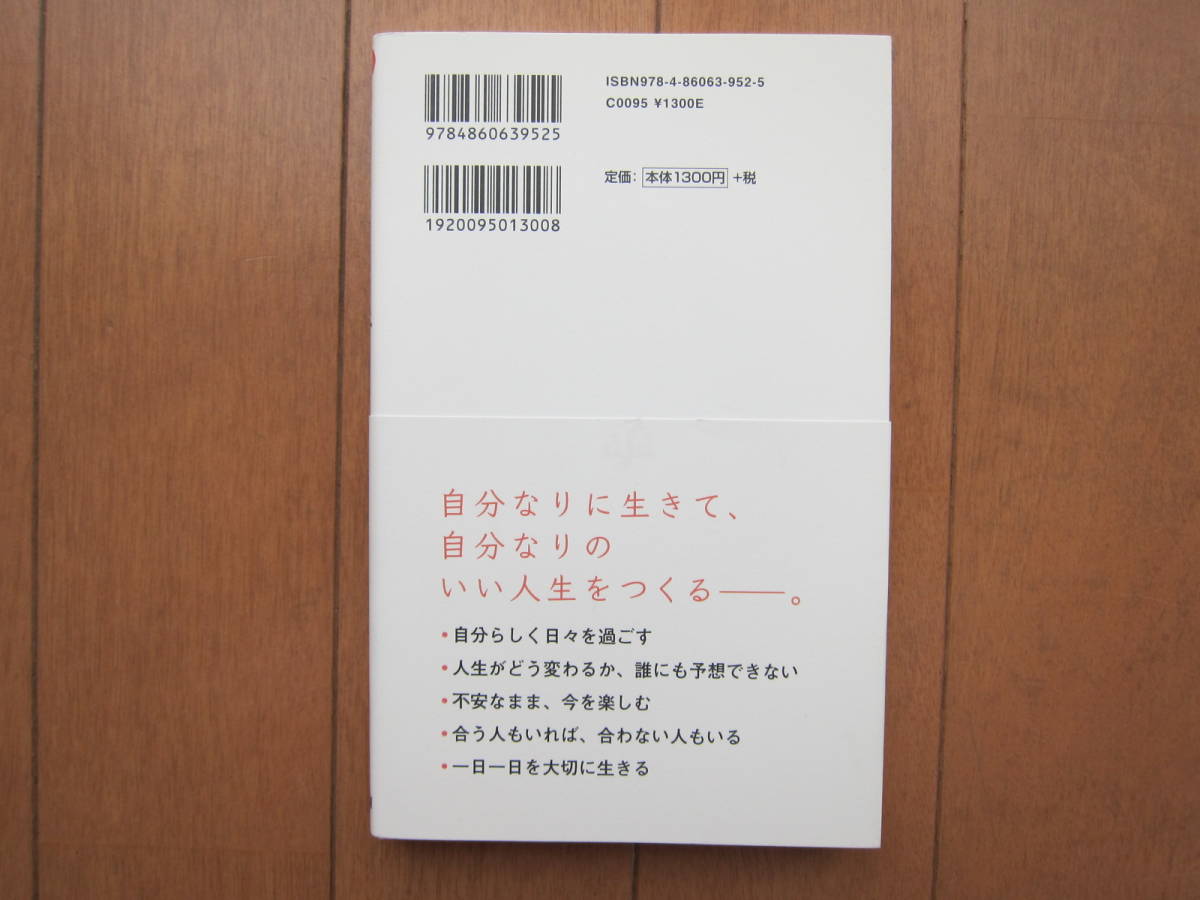 ISBN978-4-86063-952-5
C0095 ¥1300E
9784860639525
定価: 本体1300円 +税
1920095013008
自分なりに生きて、
自分なりの
いい人生をつくる――。
・自分らしく日々を過ごす
・人生がどう変わるか、誰にも予想できない
・不安なまま、今を楽しむ
・合う人もいれば、合わない人もいる
・一日一日を大切に生きる